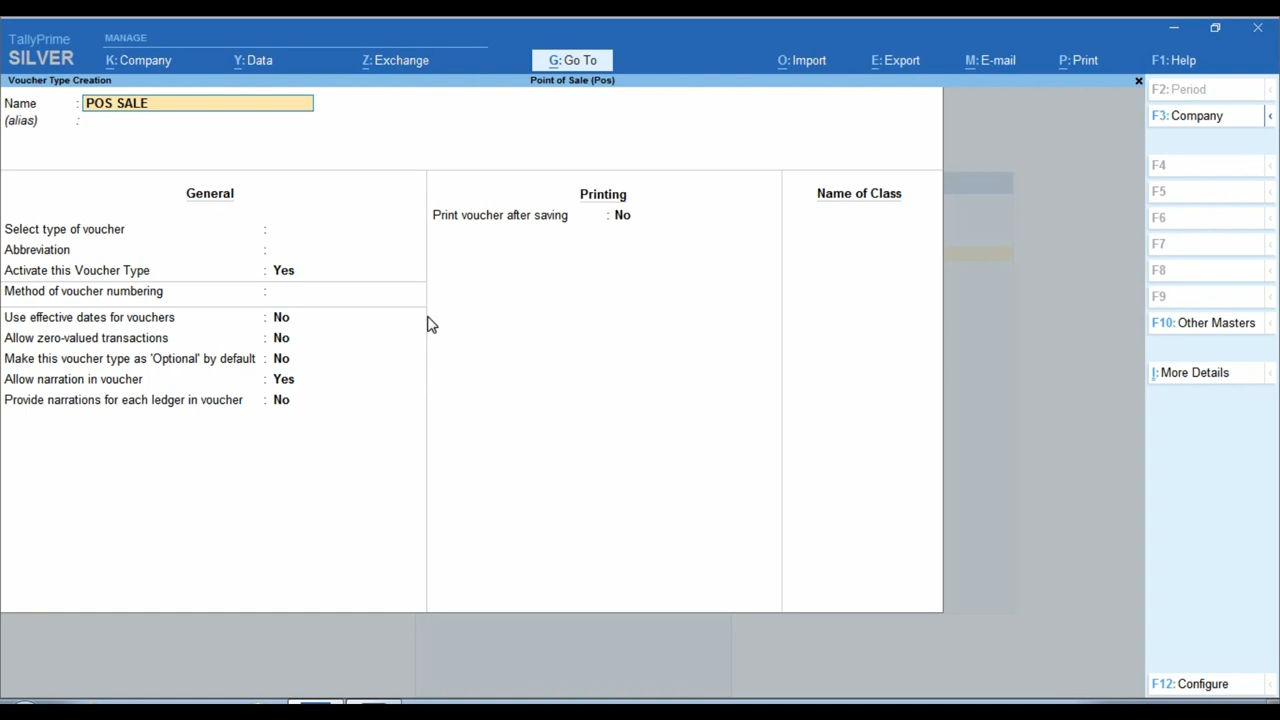 TallyPrime
MANAGE
SILVER
K: Company
Y: Data
Z: Exchange
G: Go To
O: Import
E: Export
M: E-mail
P: Print
F1: Help
Voucher Type Creation
Point of Sale (Pos)
Name : POS SALE
(alias) :
General
Select type of voucher :
Abbreviation :
Activate this Voucher Type : Yes
Method of voucher numbering :
Use effective dates for vouchers : No
Allow zero-valued transactions : No
Make this voucher type as 'Optional' by default : No
Allow narration in voucher : Yes
Provide narrations for each ledger in voucher : No
Printing
Print voucher after saving : No
Name of Class
F2: Period
F3: Company
F4
F5
F6
F7
F8
F9
F10: Other Masters
I: More Details
F12: Configure